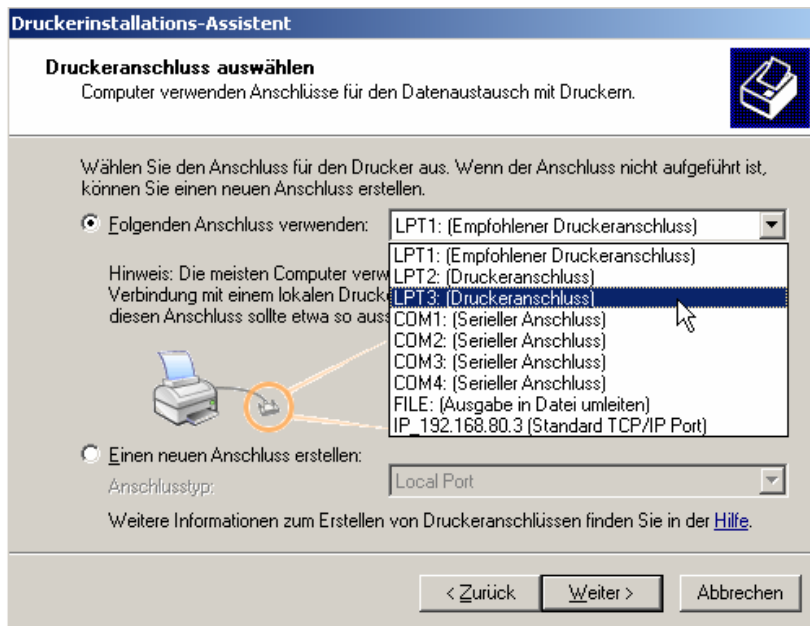 Druckerinstallations-Assistent
Druckeranschluss auswählen
Computer verwenden Anschlüsse für den Datenaustausch mit Druckern.
Wählen Sie den Anschluss für den Drucker aus. Wenn der Anschluss nicht aufgeführt ist,
können Sie einen neuen Anschluss erstellen.
Folgenden Anschluss verwenden:
LPT1: (Empfohlener Druckeranschluss)
LPT1: (Empfohlener Druckeranschluss)
LPT2: (Druckeranschluss)
LPT3: (Druckeranschluss)
COM1: (Serieller Anschluss)
COM2: (Serieller Anschluss)
COM3: (Serieller Anschluss)
COM4: (Serieller Anschluss)
FILE: (Ausgabe in Datei umleiten)
IP_192.168.80.3 (Standard TCP/IP Port)
Hinweis: Die meisten Computer verw
Verbindung mit einem lokalen Druck
diesen Anschluss sollte etwa so aus
Einen neuen Anschluss erstellen:
Anschlusstyp:
Local Port
Weitere Informationen zum Erstellen von Druckeranschlüssen finden Sie in der Hilfe.
< Zurück
Weiter >
Abbrechen